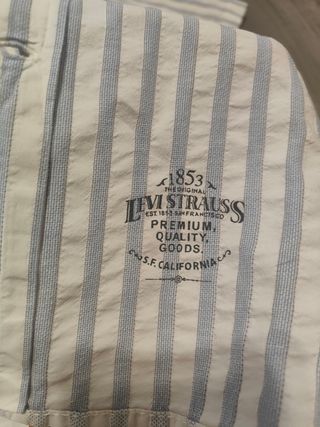 1853
THE ORIGINAL
LEVI STRAUSS
EST. 1853 SAN FRANCISCO
PREMIUM,
QUALITY,
GOODS.
S.F. CALIFORNIA